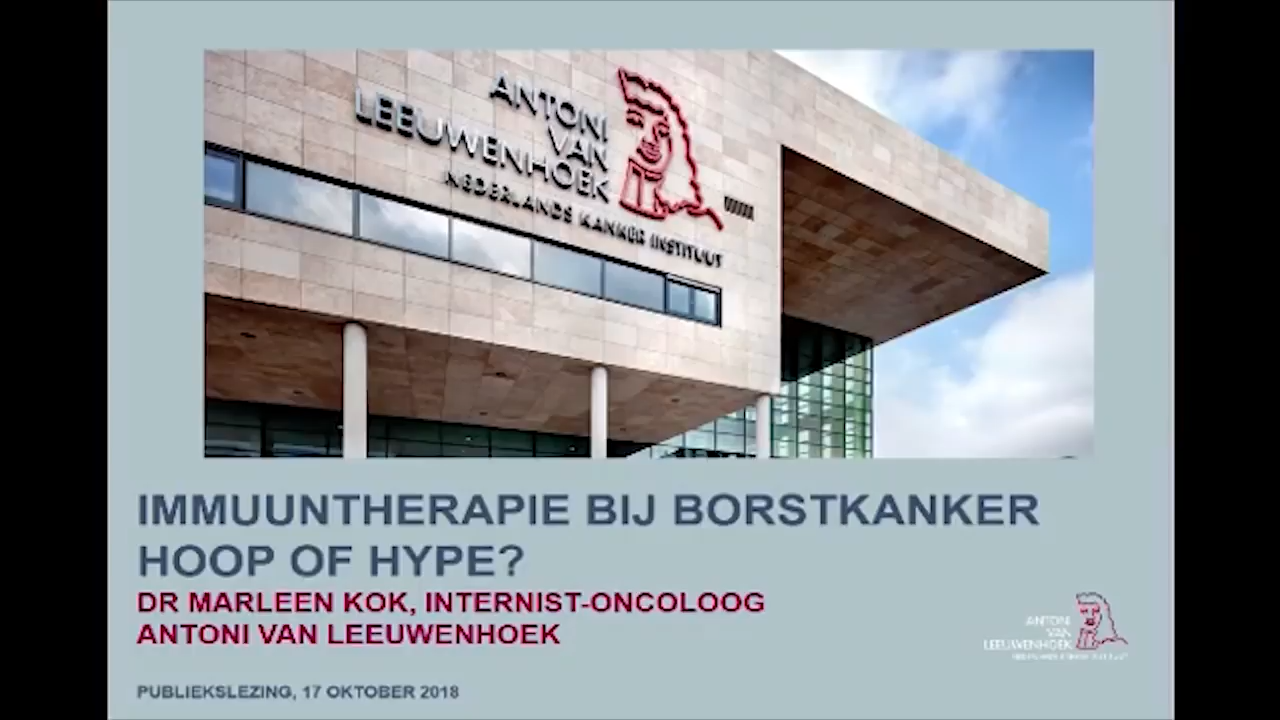 ANTONI
VAN
LEEUWENHOEK
NEDERLANDS KANKER INSTITUUT
IMMUUNTHERAPIE BIJ BORSTKANKER
HOOP OF HYPE?
DR MARLEEN KOK, INTERNIST-ONCOLOOG
ANTONI VAN LEEUWENHOEK
PUBLIEKSLEZING, 17 OKTOBER 2018
ANTONI
VAN
LEEUWENHOEK